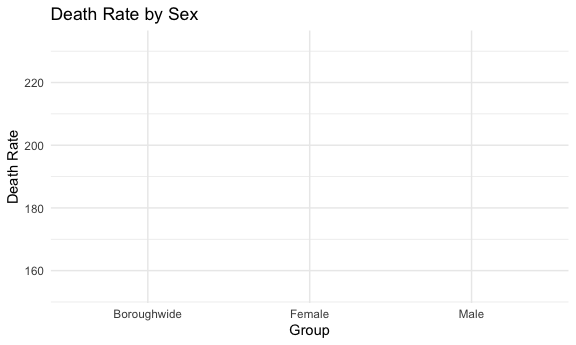 Death Rate by Sex
Death Rate
220
200
180
160
Boroughwide Female Male
Group